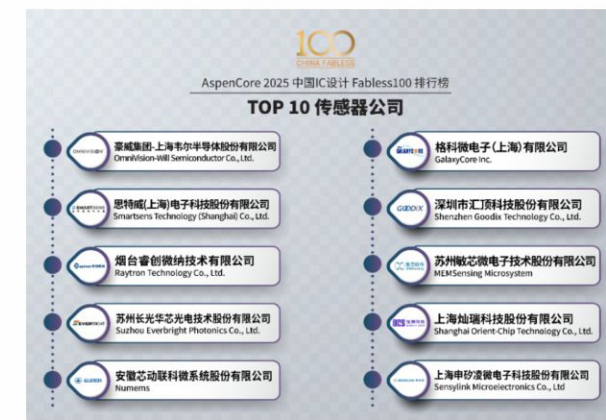 100
CHINA FABLESS
AspenCore 2025 中国IC设计 Fabless100 排行榜
TOP 10 传感器公司
OMNIVISION
豪威集团-上海韦尔半导体股份有限公司
OmniVision-Will Semiconductor Co., Ltd.
SMARTSENS
思特威(上海)电子科技股份有限公司
Smartsens Technology (Shanghai) Co., Ltd.
烟台睿创微纳技术有限公司
Raytron Technology Co., Ltd.
EVERBRIGHT
苏州长光华芯光电技术股份有限公司
Suzhou Everbright Photonics Co., Ltd.
安徽芯动联科微系统股份有限公司
Numems
GALAXYCORE
格科微电子(上海)有限公司
GalaxyCore Inc.
GOODIX
深圳市汇顶科技股份有限公司
Shenzhen Goodix Technology Co., Ltd.
苏州敏芯微电子技术股份有限公司
MEMSensing Microsystem
OCS
上海灿瑞科技股份有限公司
Shanghai Orient-Chip Technology Co., Ltd.
上海申矽凌微电子科技股份有限公司
Sensylink Microelectronics Co., Ltd